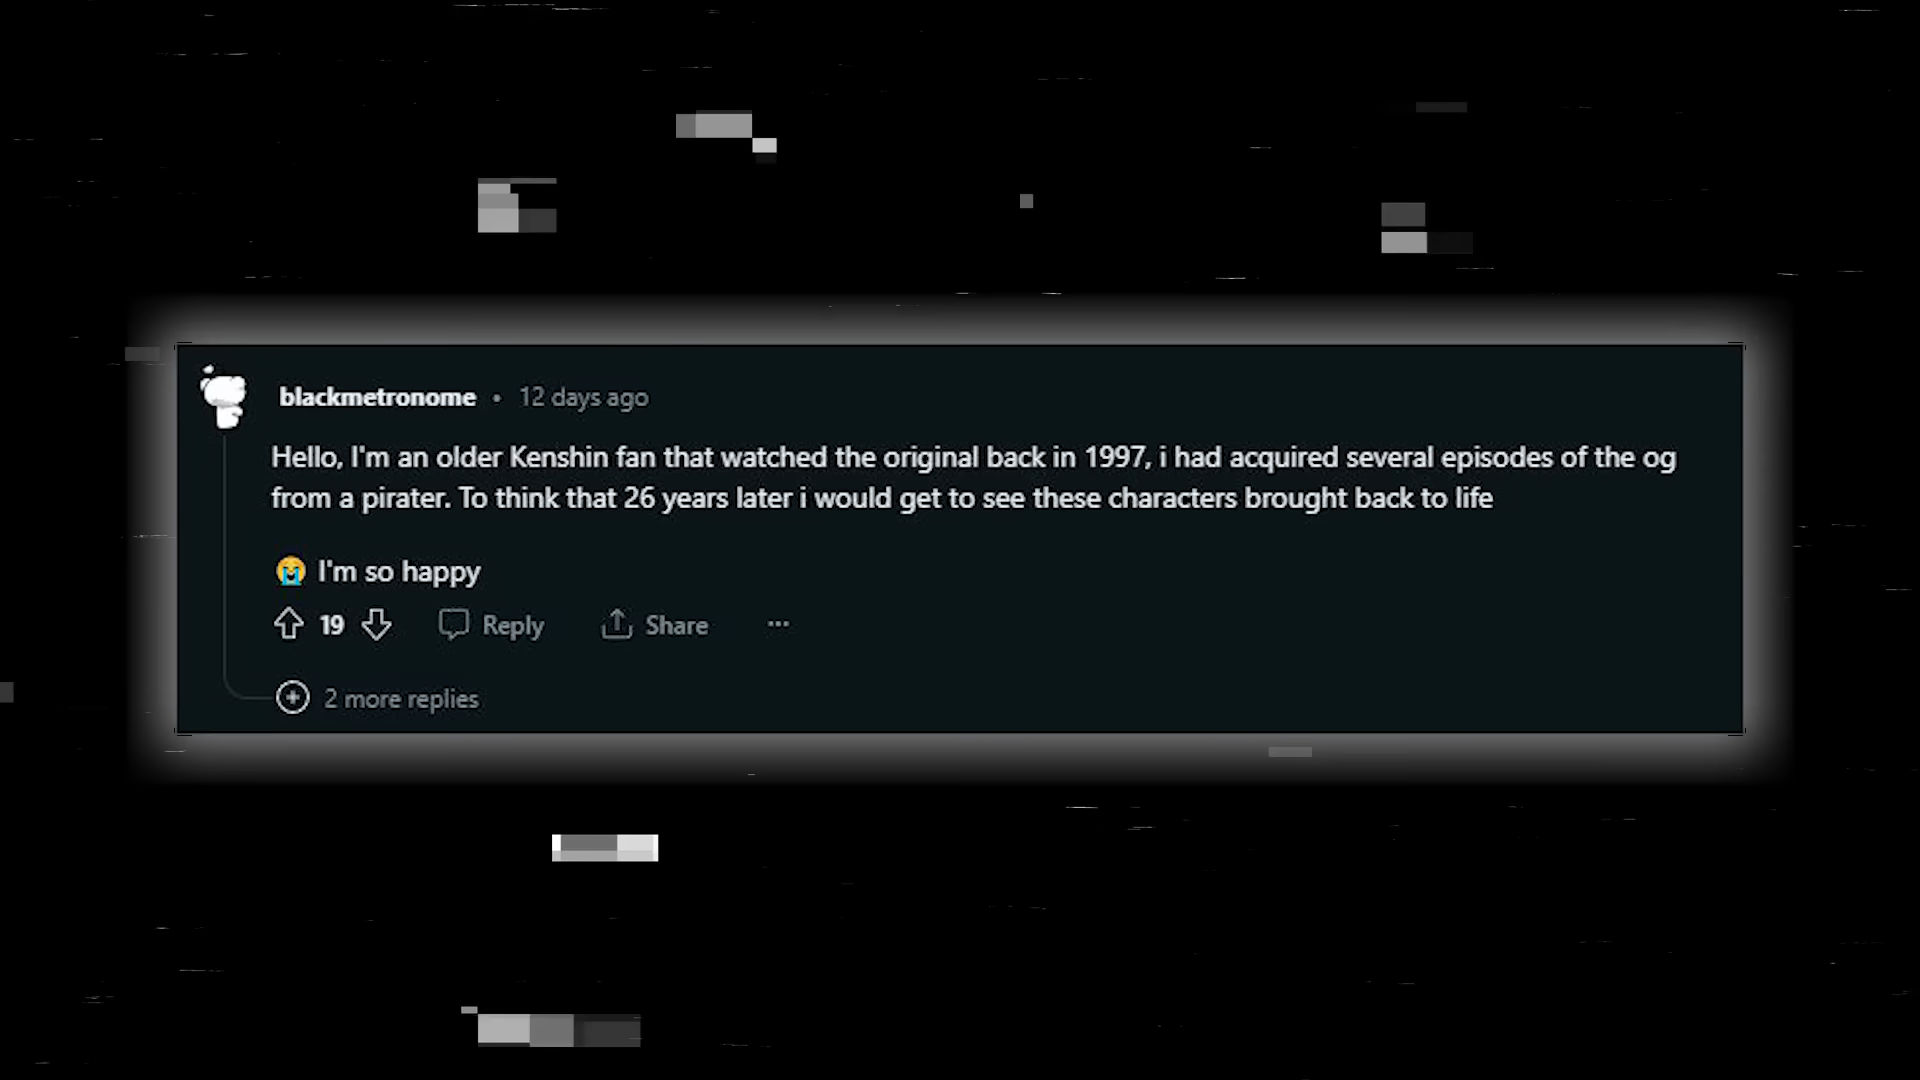 blackmetronome • 12 days ago
Hello, I'm an older Kenshin fan that watched the original back in 1997, i had acquired several episodes of the og
from a pirater. To think that 26 years later i would get to see these characters brought back to life
😭 I'm so happy
19 Reply Share ...
2 more replies